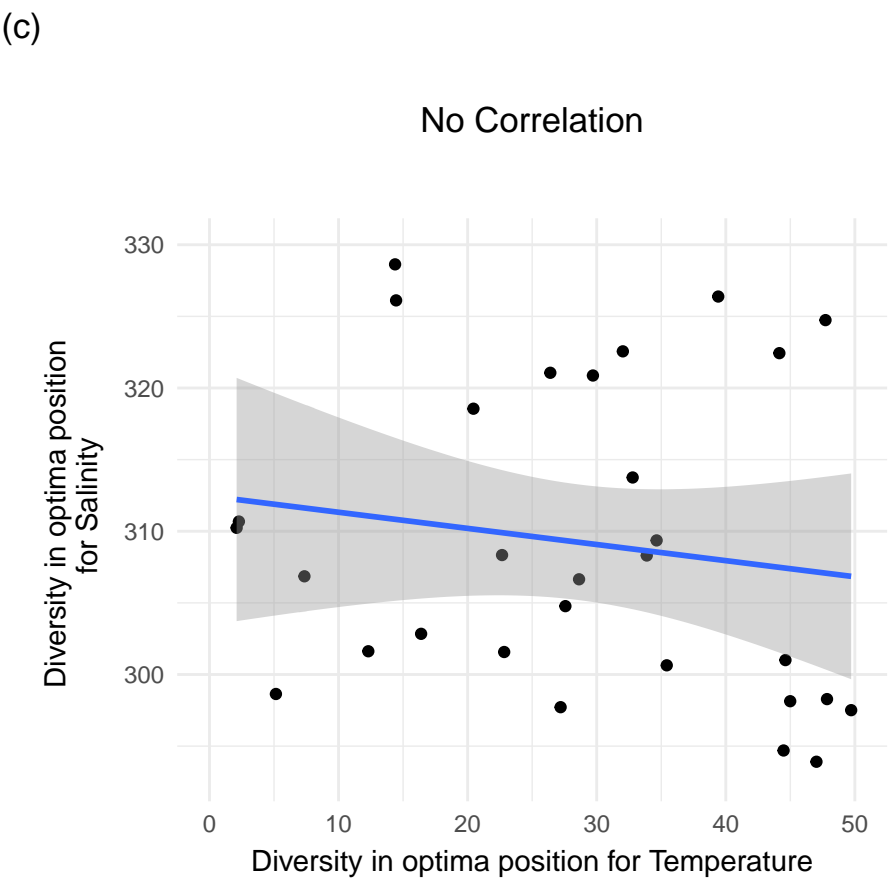 (c)
No Correlation
330
320
310
300
Diversity in optima position
for Salinity
0 10 20 30 40 50
Diversity in optima position for Temperature